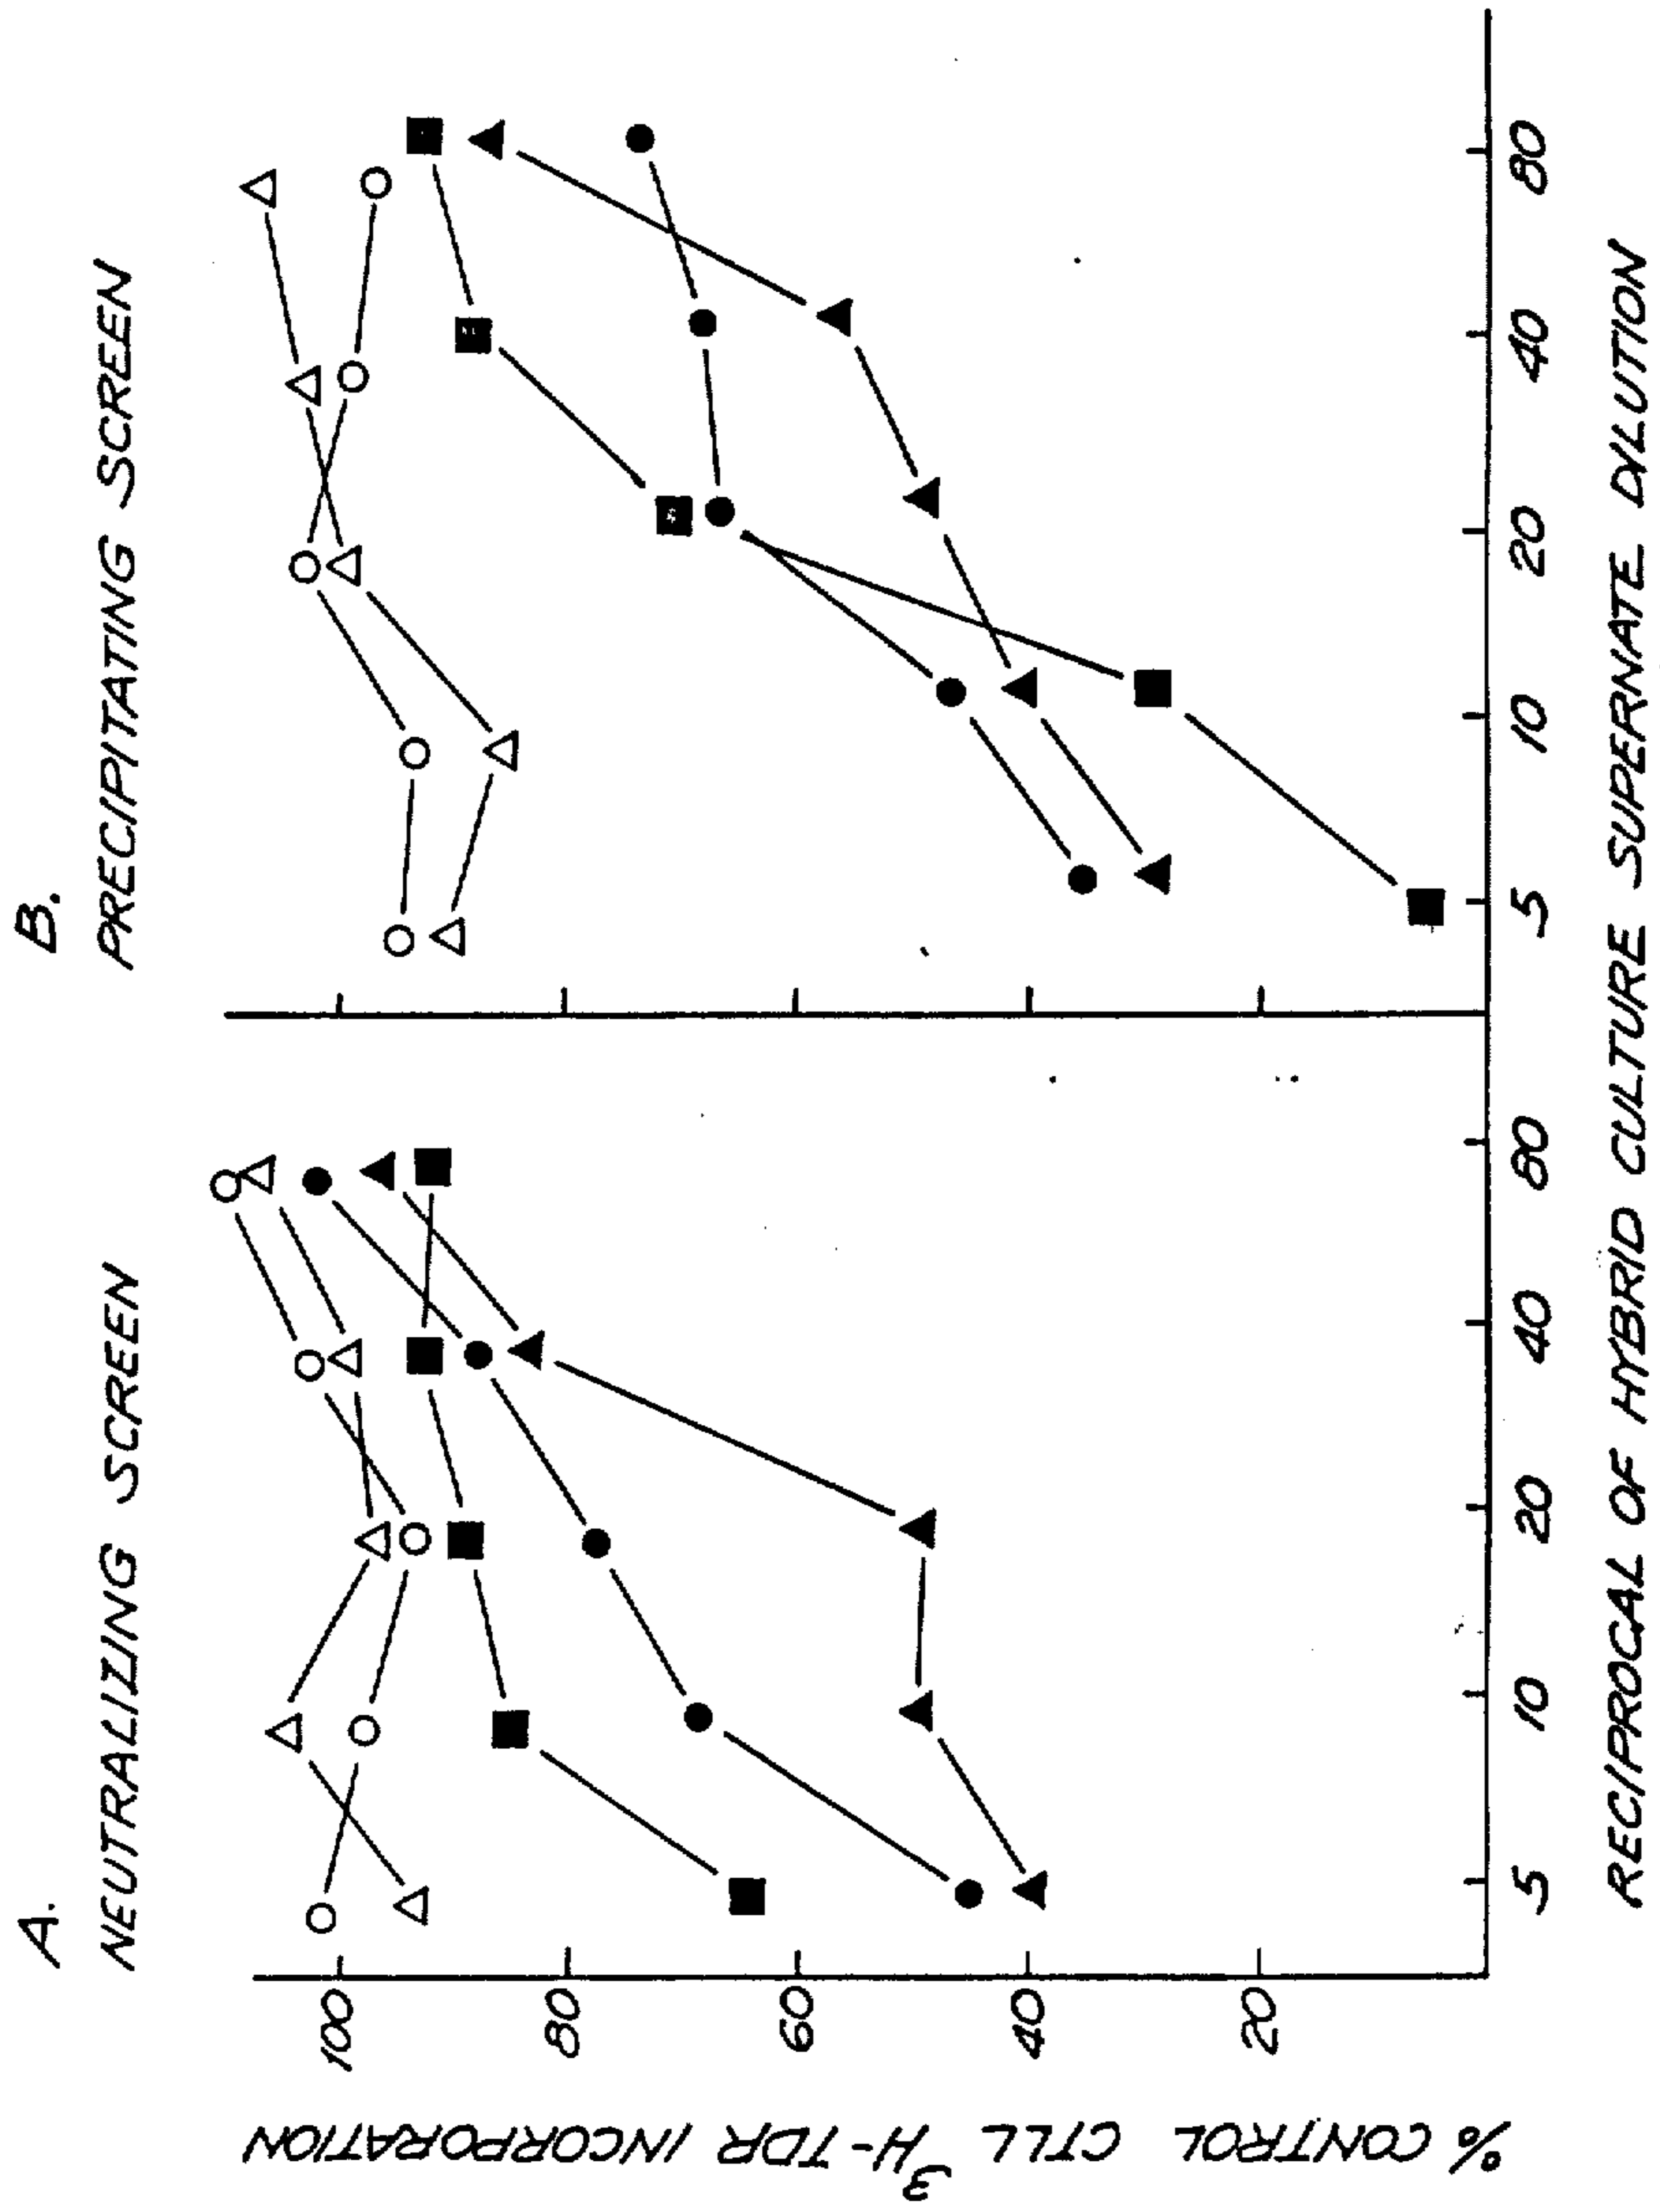 A.
NEUTRALIZING SCREEN
B.
PRECIPITATING SCREEN
% CONTROL CTLL ³H-TDR INCORPORATION
100
80
60
40
20
5 10 20 40 80
5 10 20 40 80
RECIPROCAL OF HYBRID CULTURE SUPERNATE DILUTION